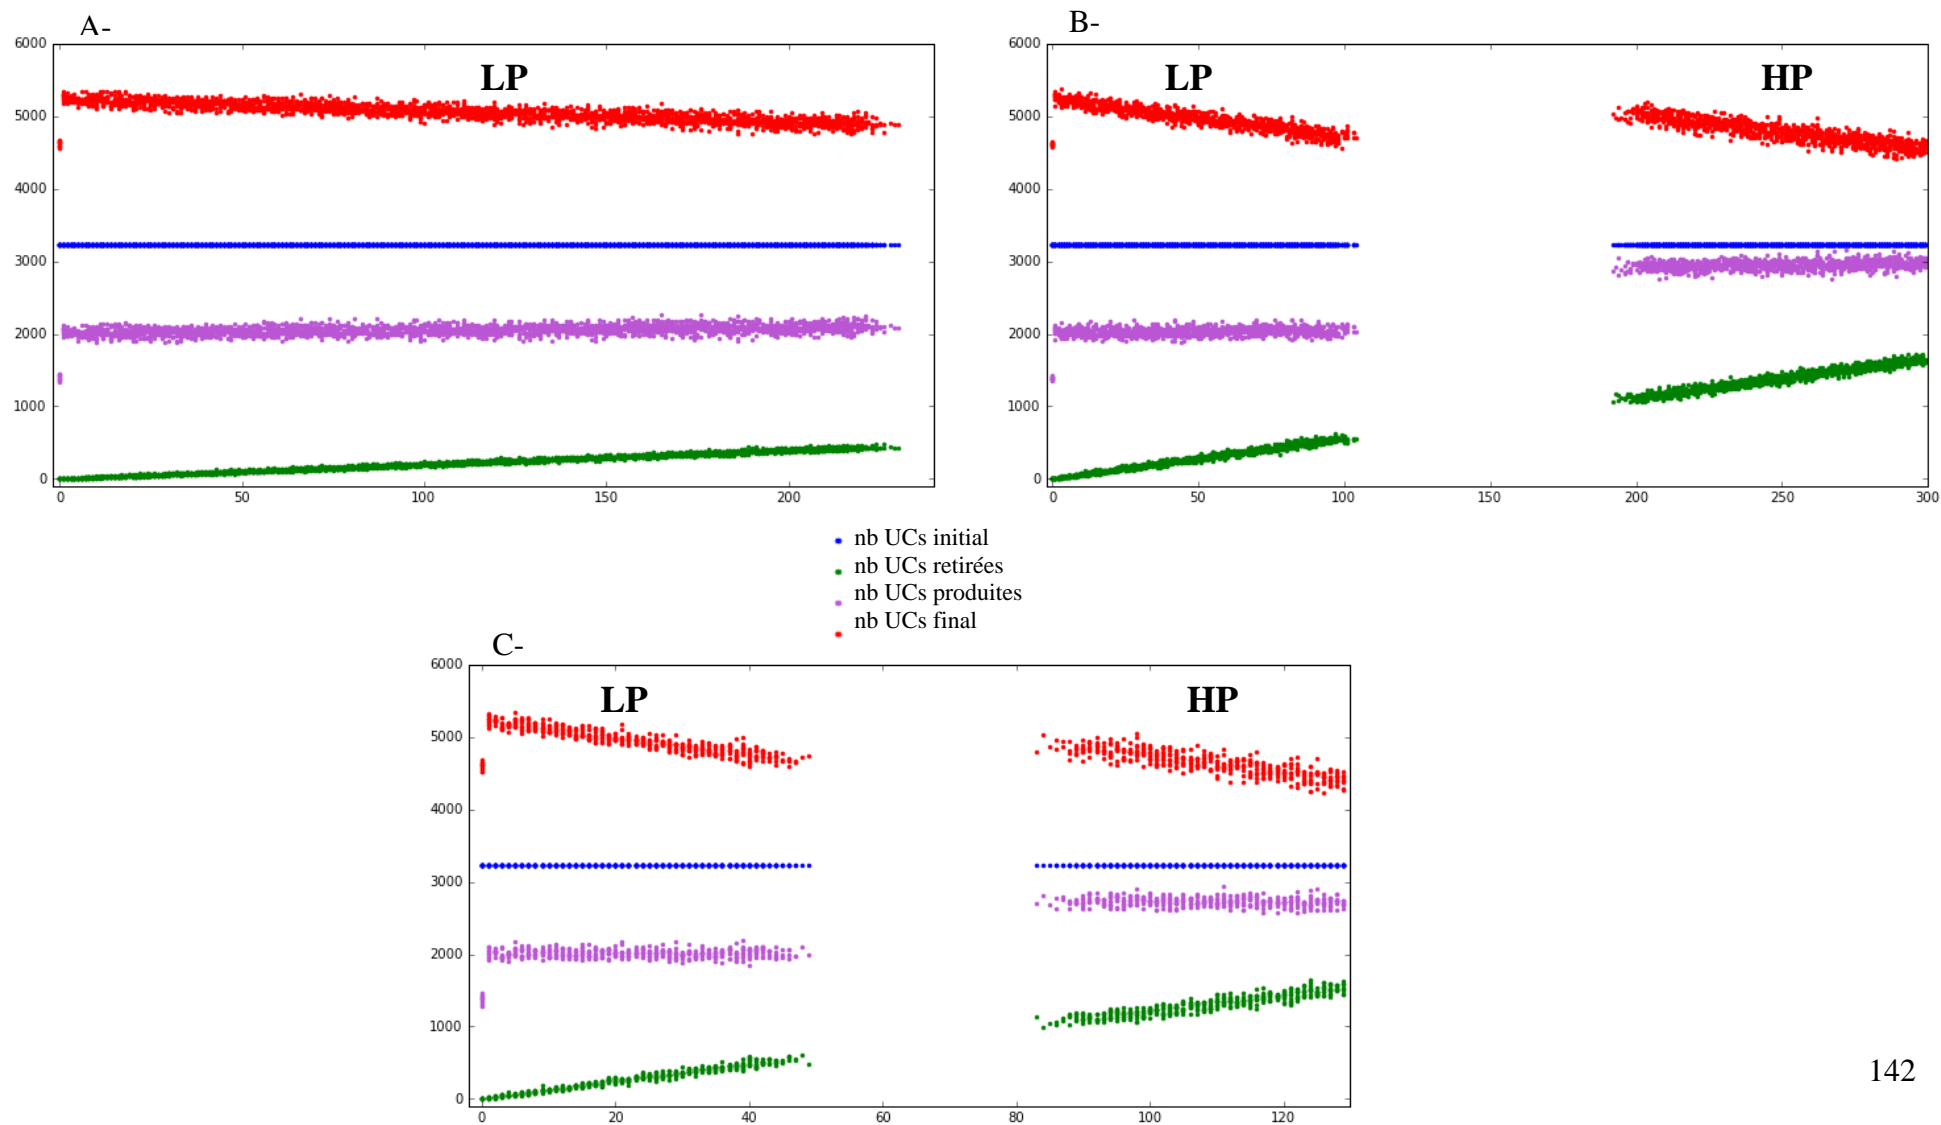 A-
LP
6000
5000
4000
3000
2000
1000
0
0 50 100 150 200
B-
LP HP
6000
5000
4000
3000
2000
1000
0
0 50 100 150 200 250 300
nb UCs initial
nb UCs retirées
nb UCs produites
nb UCs final
C-
LP HP
6000
5000
4000
3000
2000
1000
0
0 20 40 60 80 100 120
142